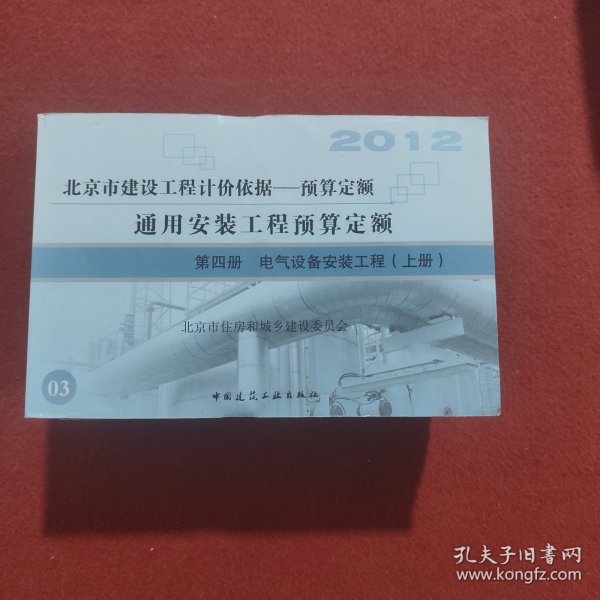 2012
北京市建设工程计价依据——预算定额
通用安装工程预算定额
第四册 电气设备安装工程(上册)
北京市住房和城乡建设委员会
03
中国建筑工业出版社
孔夫子旧书网
www.kongfz.com